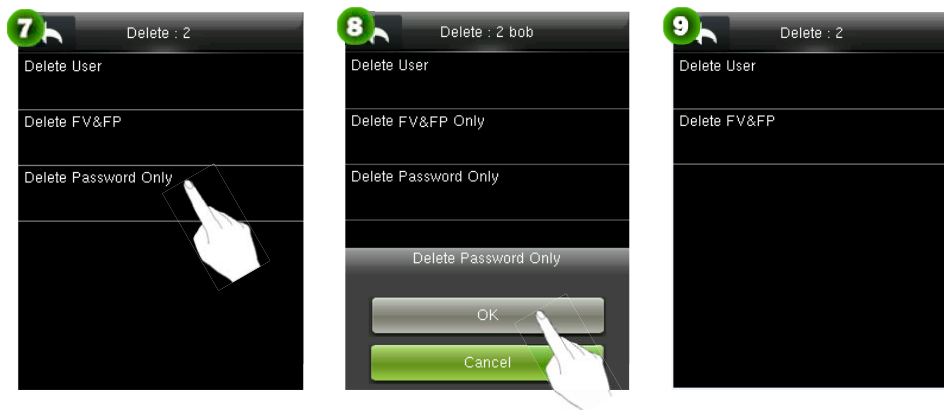 7
Delete : 2
Delete User
Delete FV&FP
Delete Password Only
8
Delete : 2 bob
Delete User
Delete FV&FP Only
Delete Password Only
Delete Password Only
OK
Cancel
9
Delete : 2
Delete User
Delete FV&FP